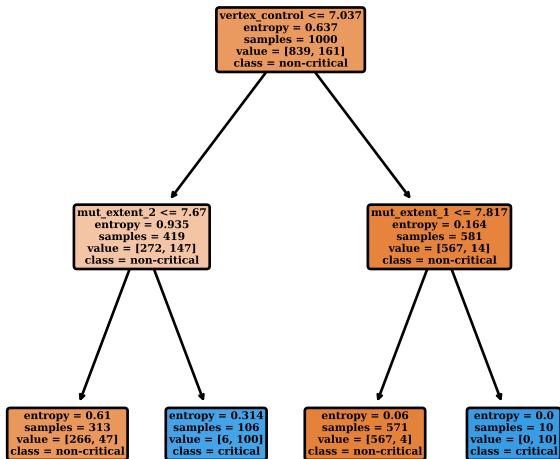 vertex_control <= 7.037
entropy = 0.637
samples = 1000
value = [839, 161]
class = non-critical
mut_extent_2 <= 7.67
entropy = 0.935
samples = 419
value = [272, 147]
class = non-critical
mut_extent_1 <= 7.817
entropy = 0.164
samples = 581
value = [567, 14]
class = non-critical
entropy = 0.61
samples = 313
value = [266, 47]
class = non-critical
entropy = 0.314
samples = 106
value = [6, 100]
class = critical
entropy = 0.06
samples = 571
value = [567, 4]
class = non-critical
entropy = 0.0
samples = 10
value = [0, 10]
class = critical